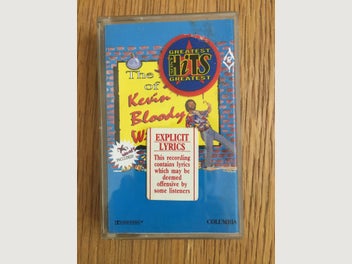 GREATEST
HiTS
GREATEST
The
of
Kevin
Bloody
EXPLICIT
LYRICS
This recording
contains lyrics
which may be
deemed
offensive by
some listeners
COLUMBIA